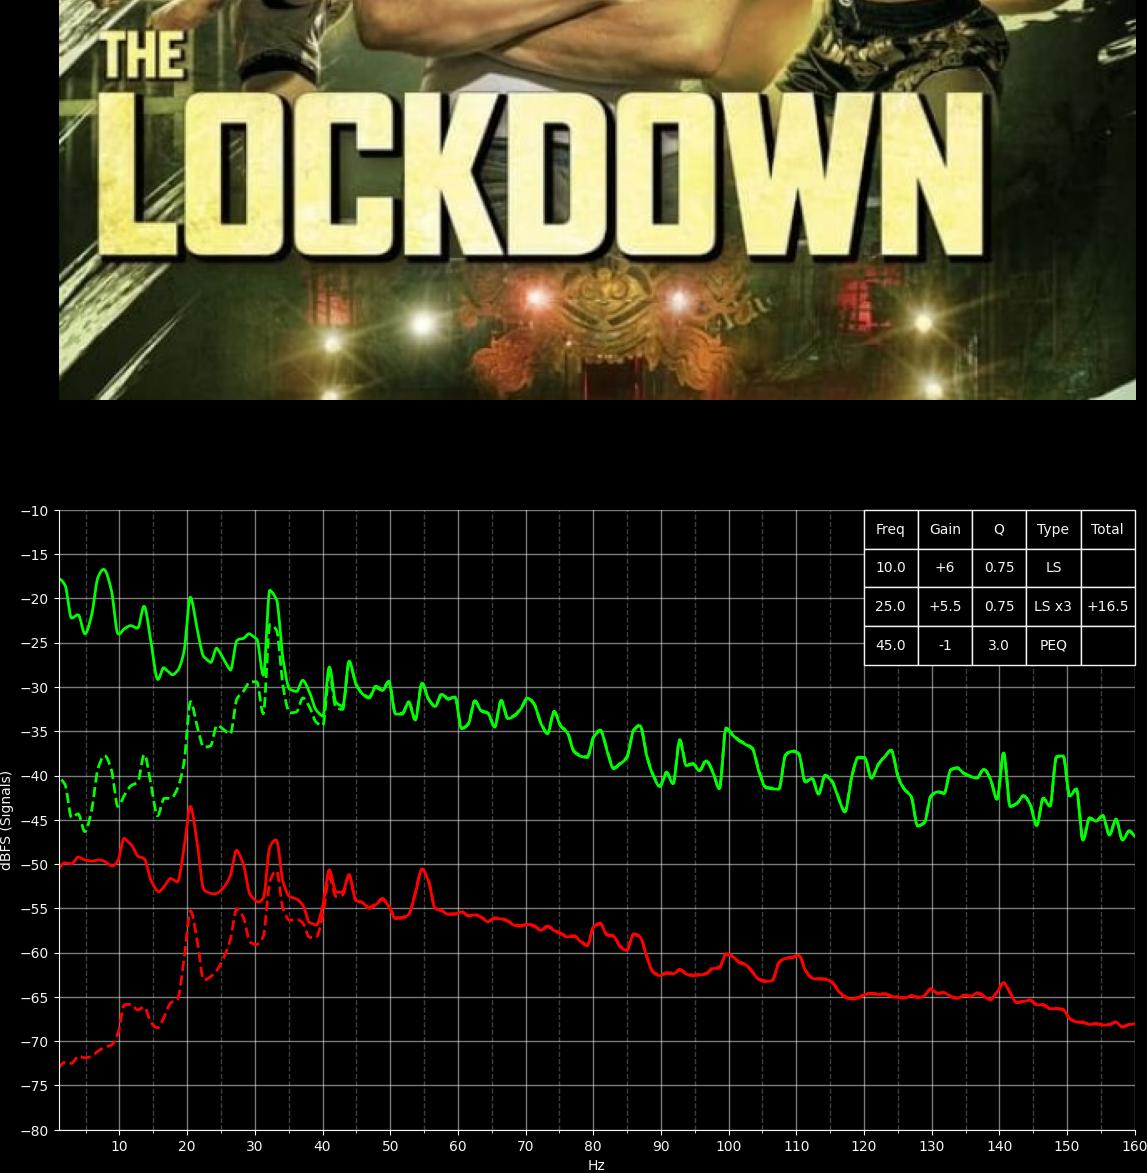 THE
LOCKDOWN
Freq Gain Q Type Total
10.0 +6 0.75 LS
25.0 +5.5 0.75 LS x3 +16.5
45.0 -1 3.0 PEQ
−10
−15
−20
−25
−30
−35
−40
−45
−50
−55
−60
−65
−70
−75
−80
dBFS (Signals)
10 20 30 40 50 60 70 80 90 100 110 120 130 140 150 160
Hz